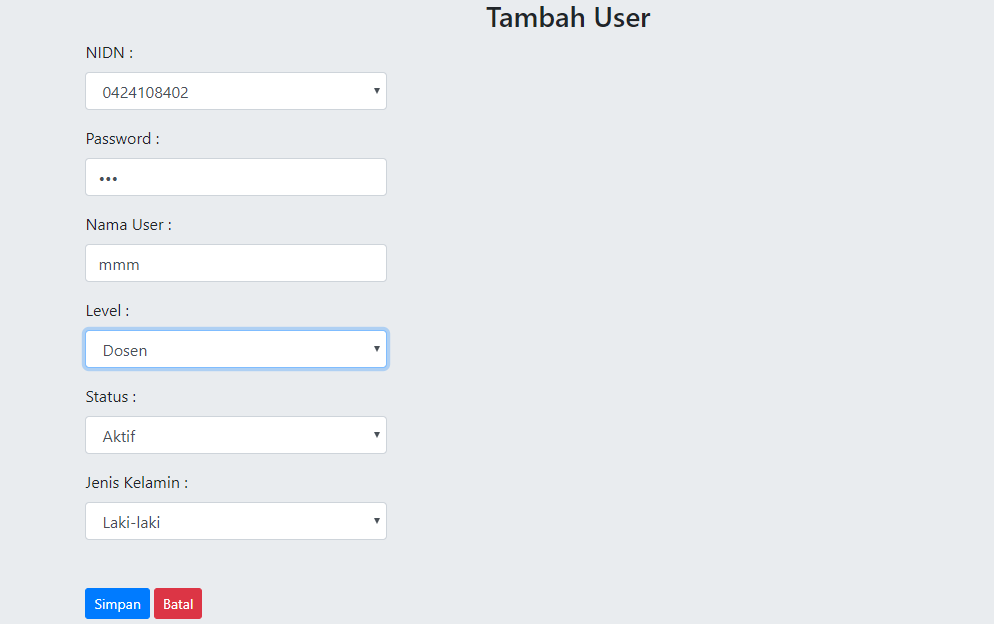 Tambah User
NIDN :
0424108402
Password :
•••
Nama User :
mmm
Level :
Dosen
Status :
Aktif
Jenis Kelamin :
Laki-laki
Simpan Batal